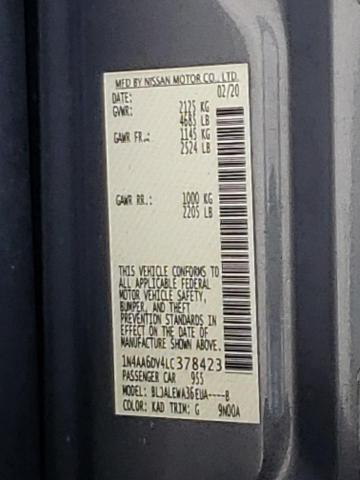 MFD BY NISSAN MOTOR CO., LTD.
DATE: 02/20
GVWR: 2125 KG
4685 LB
GAWR FR.: 1145 KG
2524 LB
GAWR RR.: 1000 KG
2205 LB
THIS VEHICLE CONFORMS TO
ALL APPLICABLE FEDERAL
MOTOR VEHICLE SAFETY,
BUMPER, AND THEFT
PREVENTION STANDARDS
IN EFFECT ON THE DATE OF
MANUFACTURE SHOWN ABOVE.
1N4AA6DV4LC378423
PASSENGER CAR 955
MODEL: BLJALEWA36EUA----B
COLOR: KAD TRIM: G 9N00A